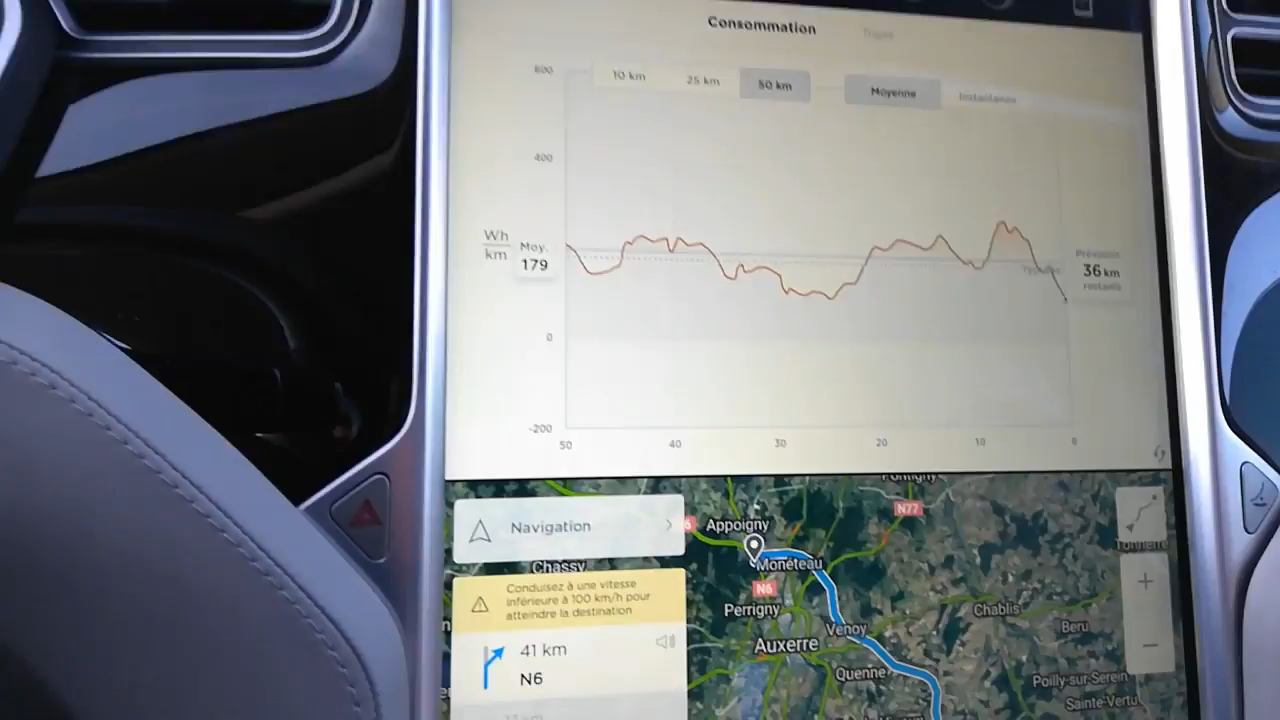 Consommation
Trajet
10 km
25 km
50 km
Moyenne
Instantanée
600
400
0
-200
Wh
km
Moy.
179
Prévision
36 km
restants
50
40
30
20
10
0
Pontigny
Navigation
Appoigny
N77
Monéteau
Chassy
N6
Perrigny
Auxerre
Venoy
Quenne
Chablis
Beru
Poilly-sur-Serein
Sainte-Vertu
Tonnerre
Conduisez à une vitesse
inférieure à 100 km/h pour
atteindre la destination
41 km
N6